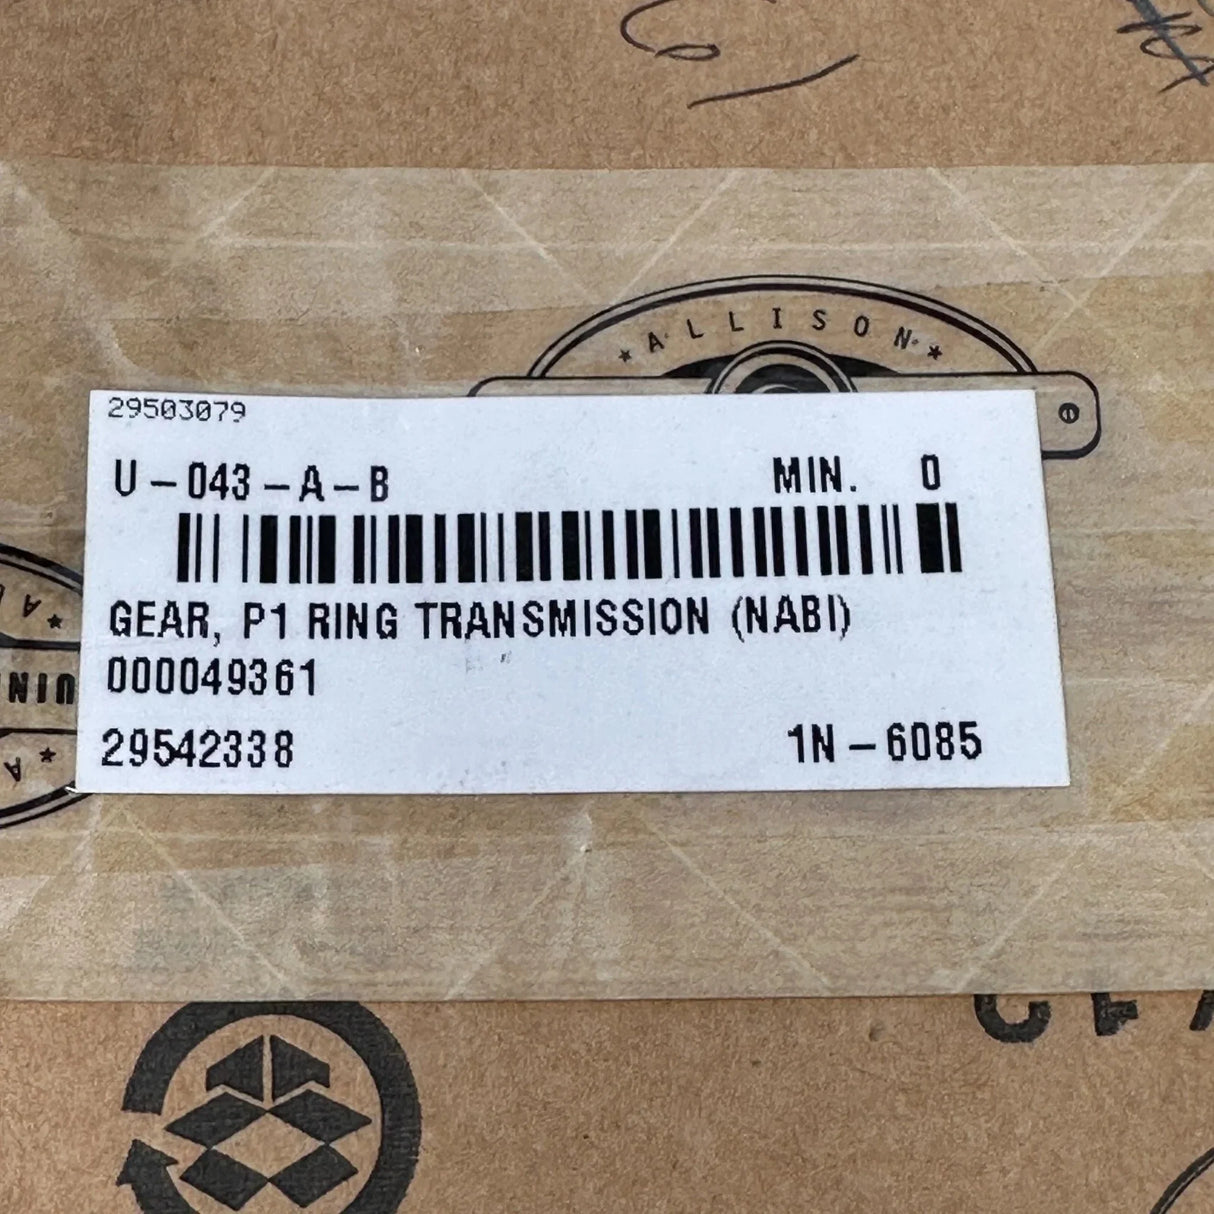 ALLISON
29503079
U-043-A-B MIN. 0
GEAR, P1 RING TRANSMISSION (NABI)
000049361
29542338 1N-6085